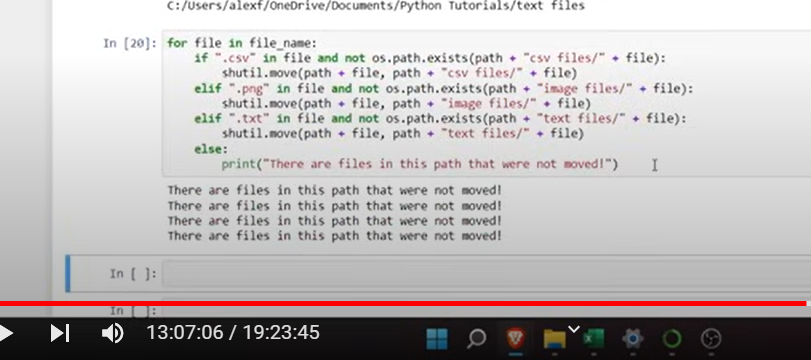 C:/Users/alexf/OneDrive/Documents/Python Tutorials/text files
In [20]: for file in file_name:
if ".csv" in file and not os.path.exists(path + "csv files/" + file):
shutil.move(path + file, path + "csv files/" + file)
elif ".png" in file and not os.path.exists(path + "image files/" + file):
shutil.move(path + file, path + "image files/" + file)
elif ".txt" in file and not os.path.exists(path + "text files/" + file):
shutil.move(path + file, path + "text files/" + file)
else:
print("There are files in this path that were not moved!")
There are files in this path that were not moved!
There are files in this path that were not moved!
There are files in this path that were not moved!
There are files in this path that were not moved!
In [ ]:
In [ ]:
13:07:06 / 19:23:45